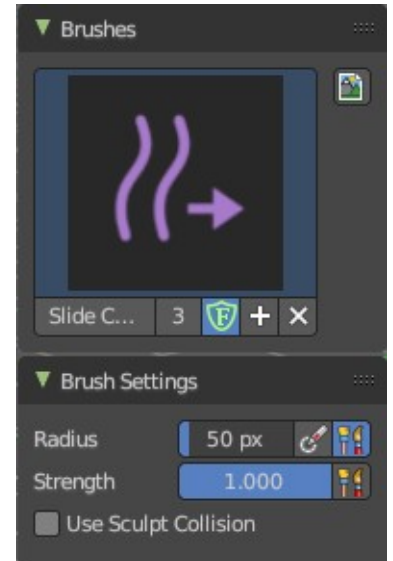 Brushes
Slide C... 3 F
Brush Settings
Radius 50 px
Strength 1.000
Use Sculpt Collision